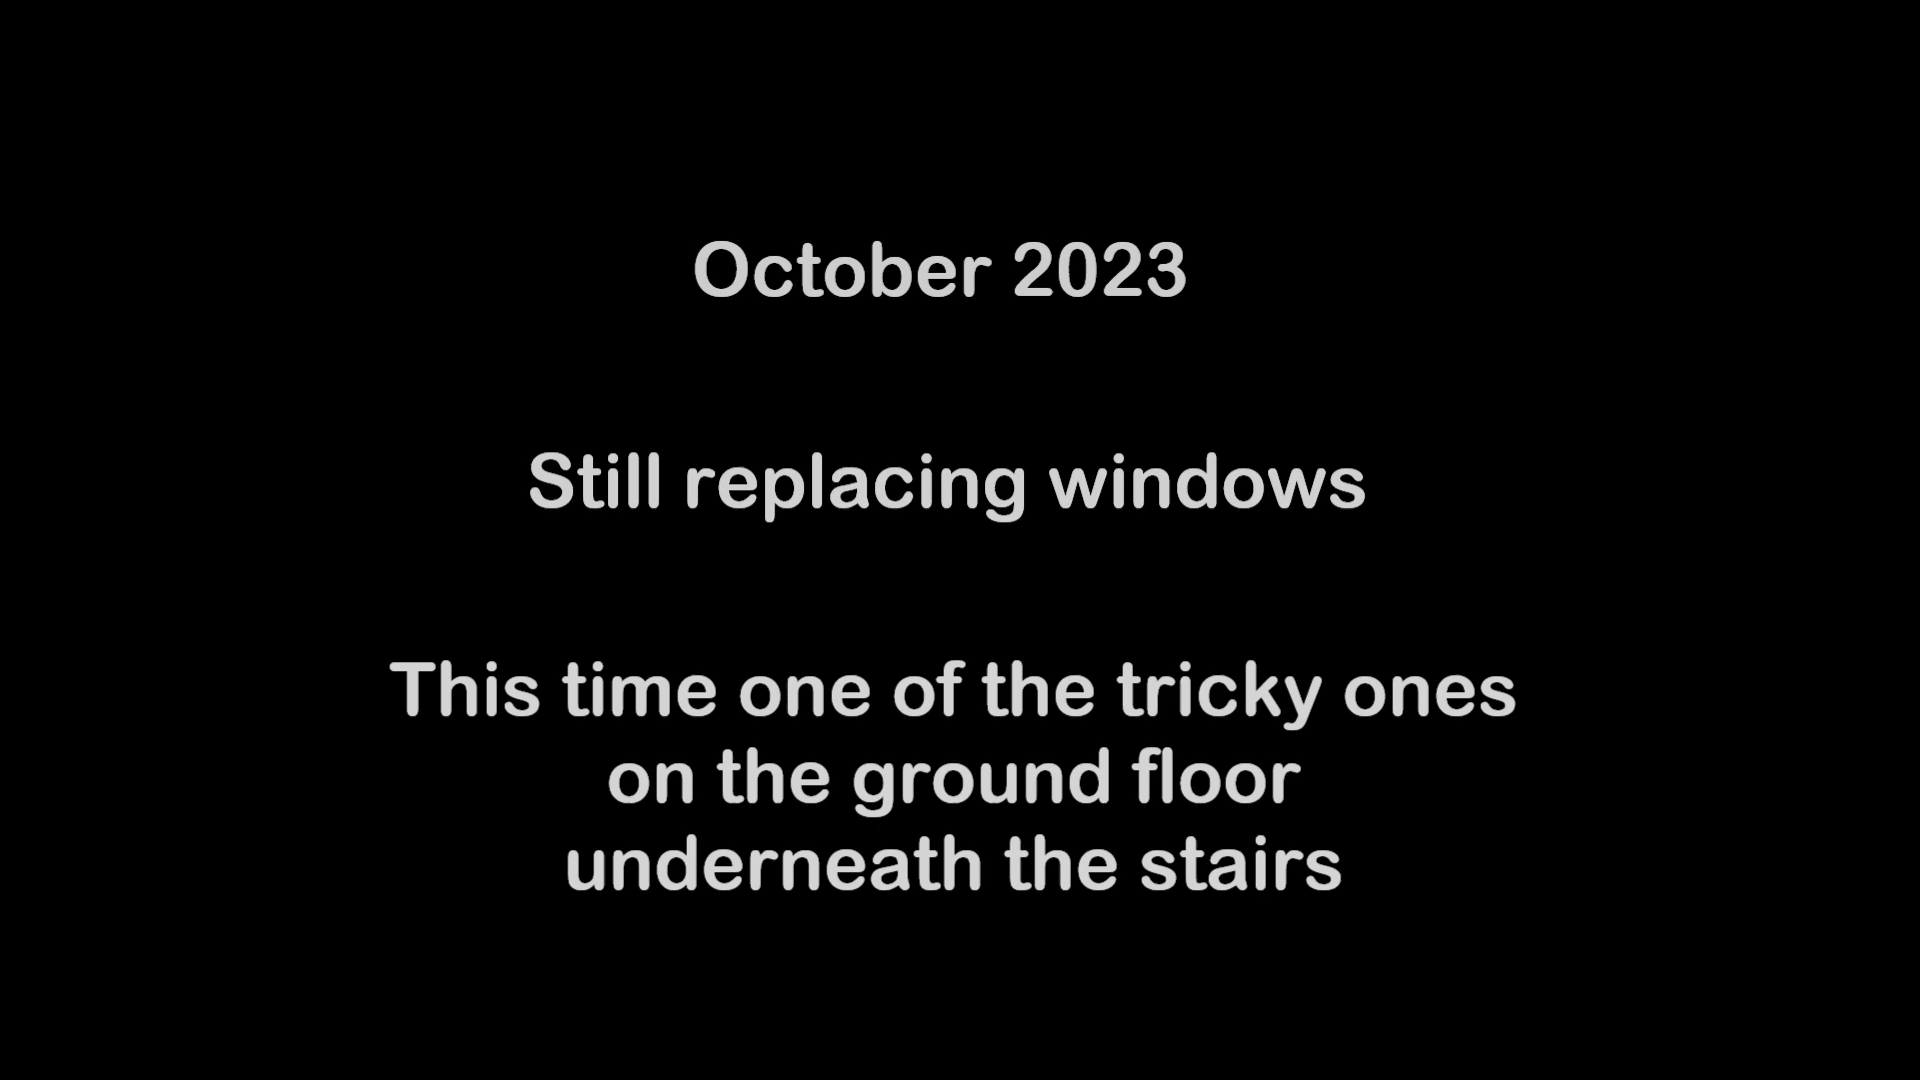 October 2023
Still replacing windows
This time one of the tricky ones
on the ground floor
underneath the stairs